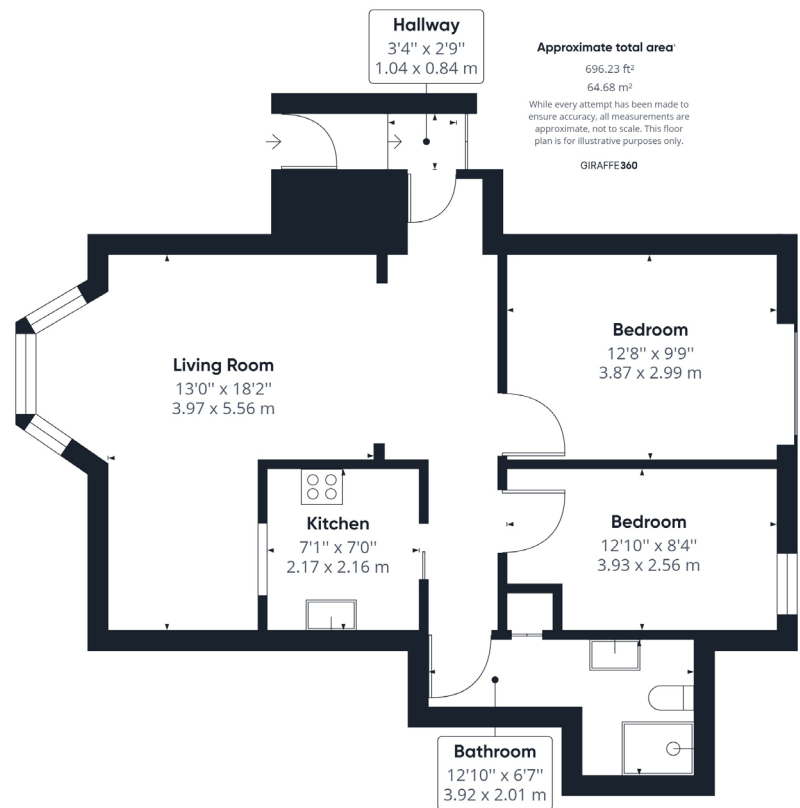 Hallway
3'4'' x 2'9''
1.04 x 0.84 m
Approximate total area¹
696.23 ft²
64.68 m²
While every attempt has been made to
ensure accuracy, all measurements are
approximate, not to scale. This floor
plan is for illustrative purposes only.
GIRAFFE360
Living Room
13'0'' x 18'2''
3.97 x 5.56 m
Bedroom
12'8'' x 9'9''
3.87 x 2.99 m
Kitchen
7'1'' x 7'0''
2.17 x 2.16 m
Bedroom
12'10'' x 8'4''
3.93 x 2.56 m
Bathroom
12'10'' x 6'7''
3.92 x 2.01 m